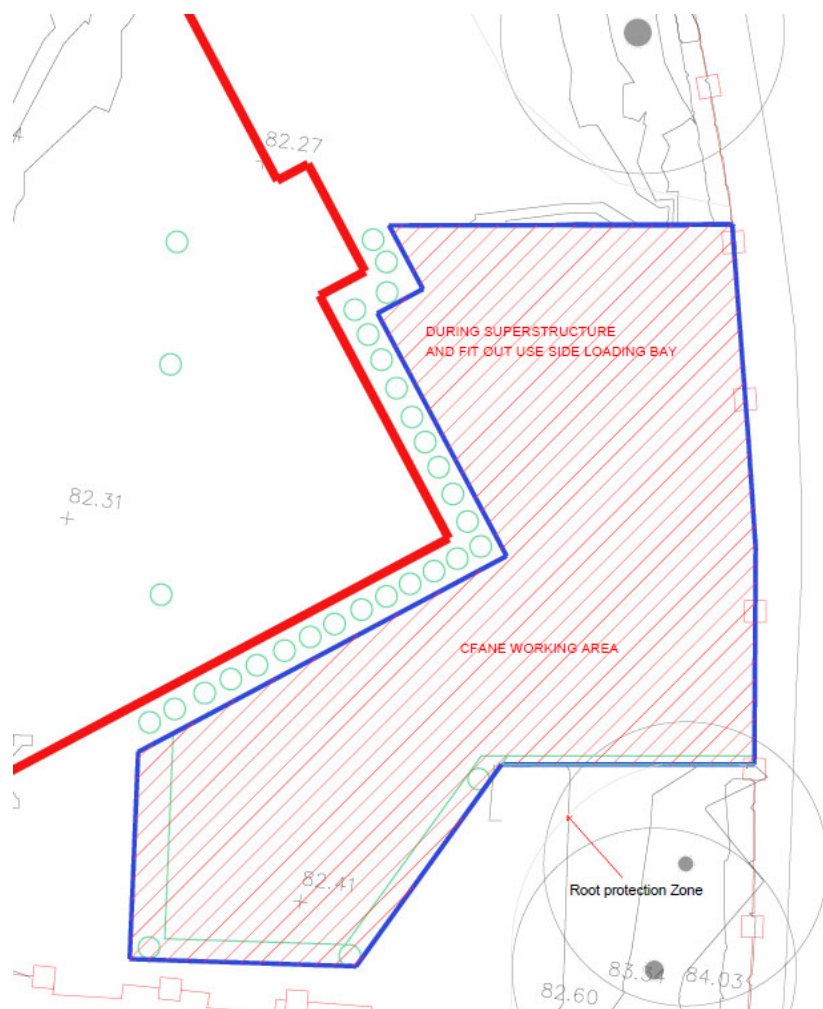 82.27
DURING SUPERSTRUCTURE
AND FIT OUT USE SIDE LOADING BAY
82.31
CFANE WORKING AREA
82.41
Root protection Zone
83.34
84.03
82.60